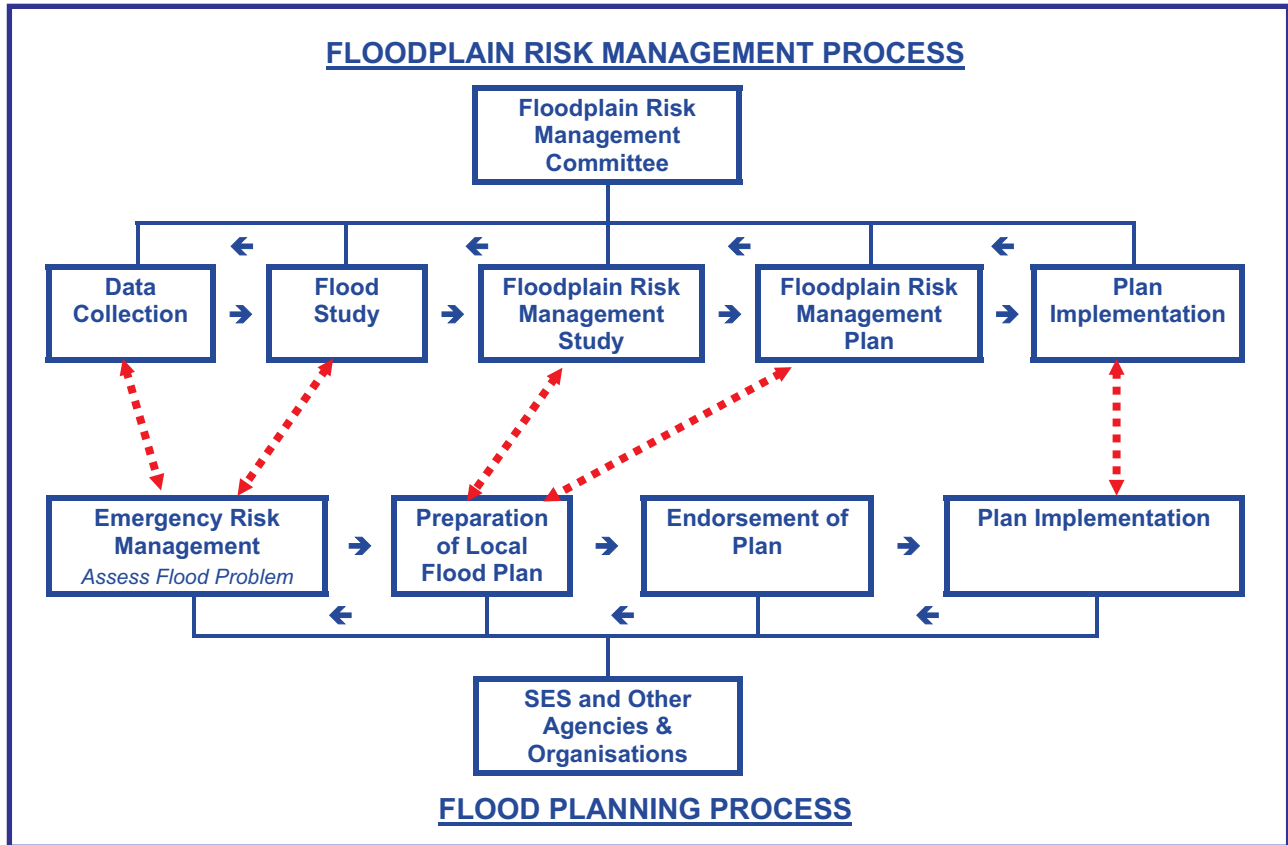 FLOODPLAIN RISK MANAGEMENT PROCESS
Floodplain Risk
Management
Committee
Data
Collection
Flood
Study
Floodplain Risk
Management
Study
Floodplain Risk
Management
Plan
Plan
Implementation
Emergency Risk
Management
Assess Flood Problem
Preparation
of Local
Flood Plan
Endorsement of
Plan
Plan Implementation
SES and Other
Agencies &
Organisations
FLOOD PLANNING PROCESS